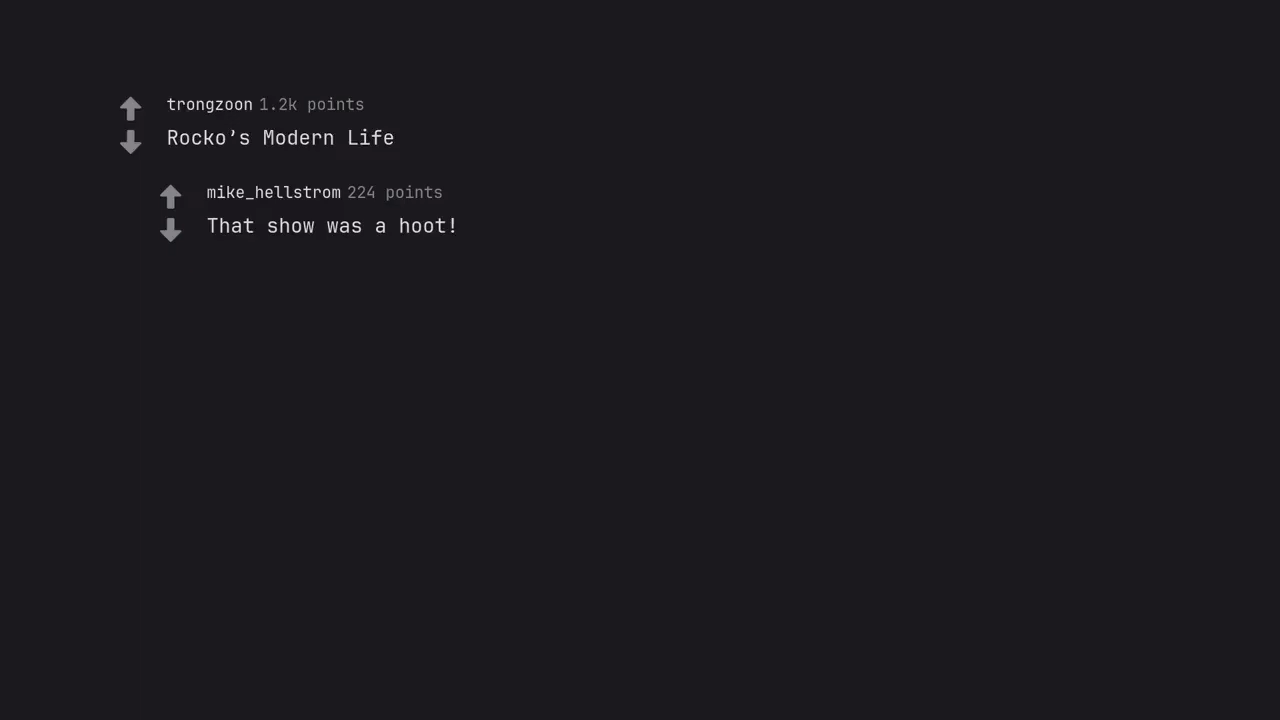 trongzoon 1.2k points
Rocko’s Modern Life
mike_hellstrom 224 points
That show was a hoot!